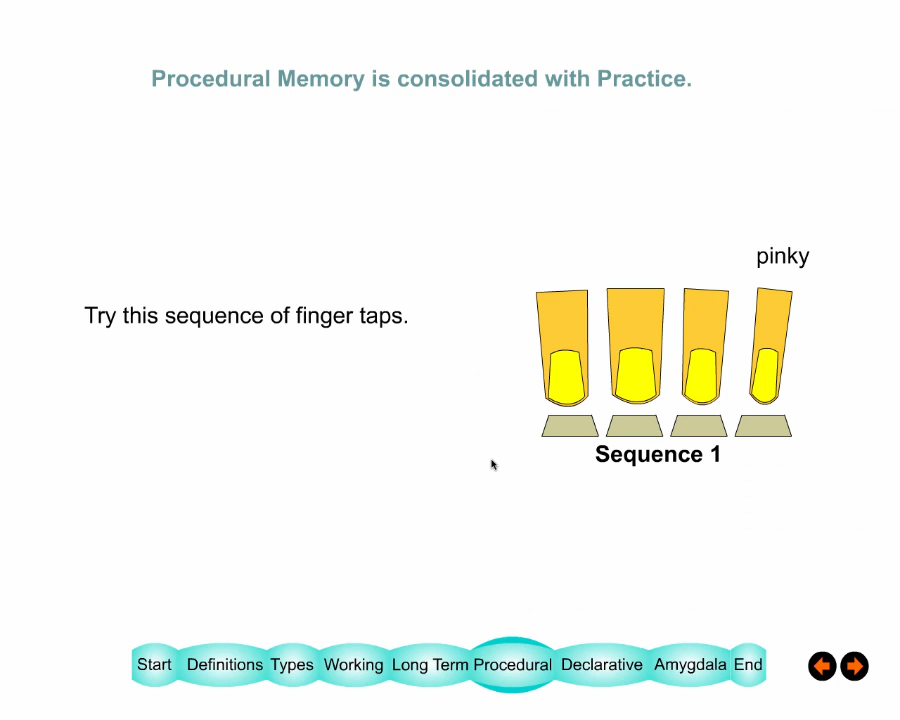 Procedural Memory is consolidated with Practice.
pinky
Try this sequence of finger taps.
Sequence 1
Start Definitions Types Working Long Term Procedural Declarative Amygdala End